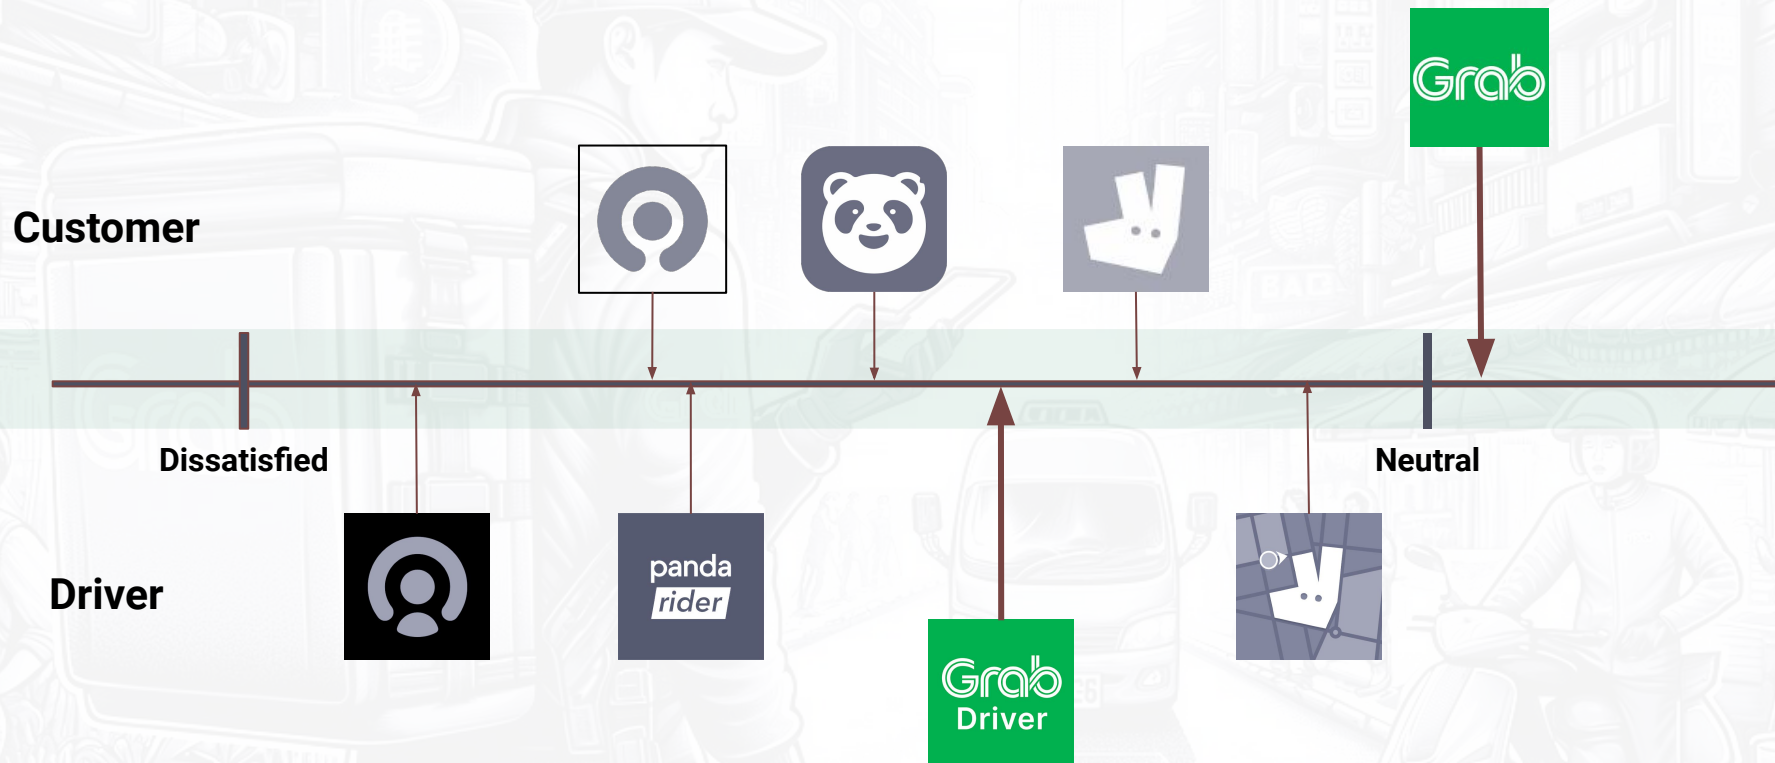 Grab
Customer
Dissatisfied
Neutral
panda
rider
Driver
Grab
Driver